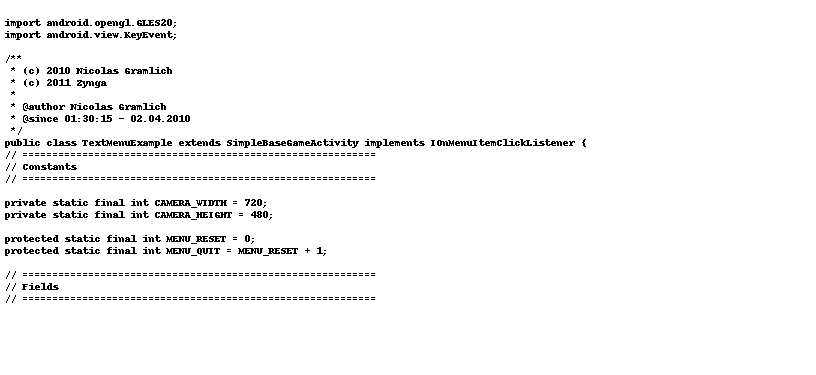 import android.opengl.GLES20;
import android.view.KeyEvent;
/**
* (c) 2010 Nicolas Gramlich
* (c) 2011 Zynga
*
* @author Nicolas Gramlich
* @since 01:30:15 - 02.04.2010
*/
public class TextMenuExample extends SimpleBaseGameActivity implements IOnMenuItemClickListener {
// ===========================================================
// Constants
// ===========================================================
private static final int CAMERA_WIDTH = 720;
private static final int CAMERA_HEIGHT = 480;
protected static final int MENU_RESET = 0;
protected static final int MENU_QUIT = MENU_RESET + 1;
// ===========================================================
// Fields
// ===========================================================